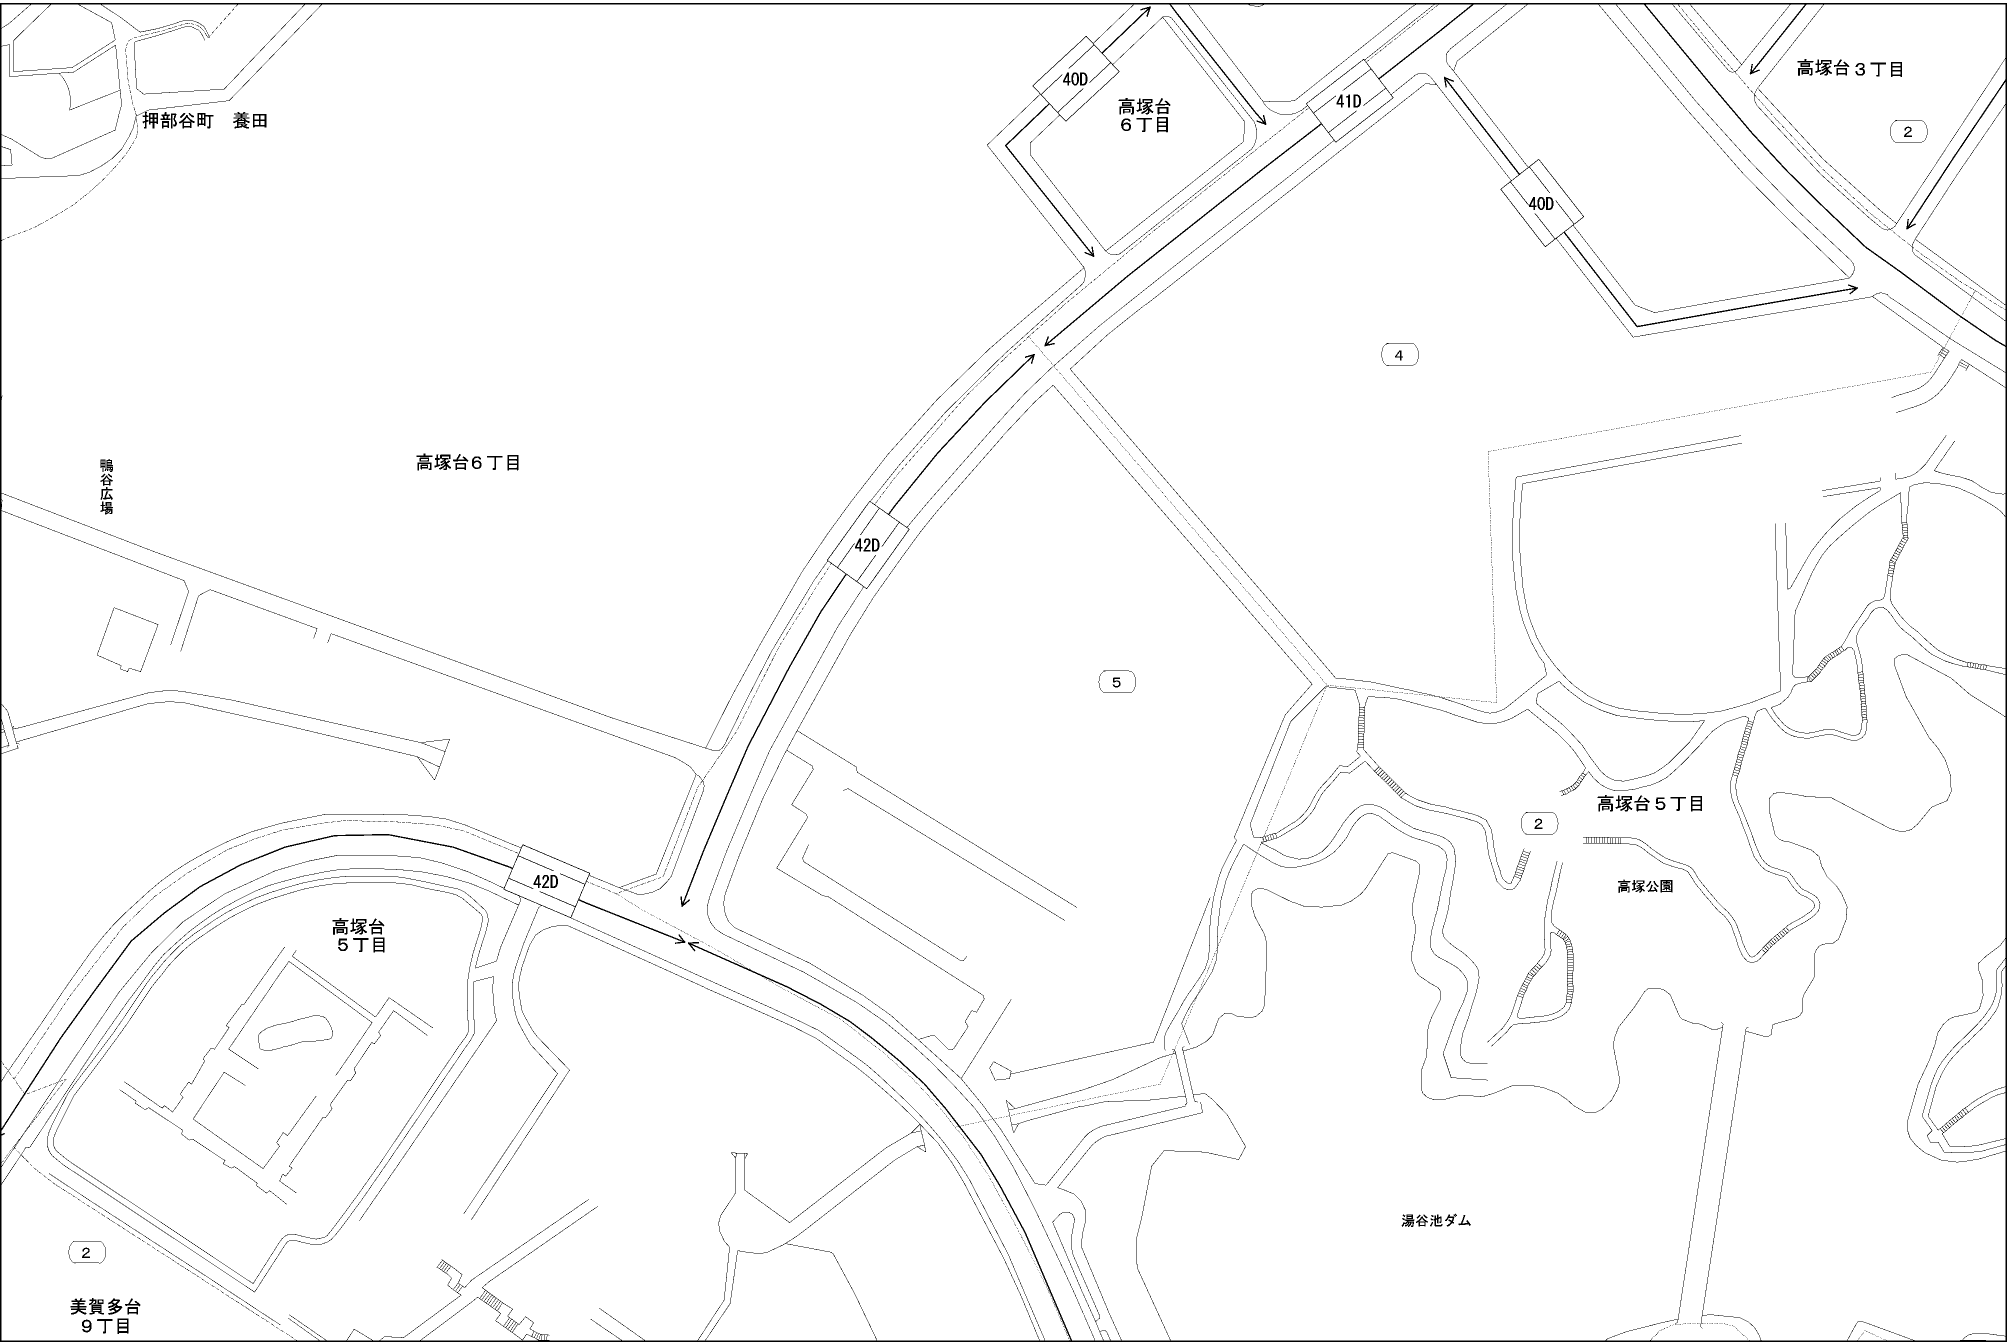 40D
高塚台
６丁目
41D
高塚台３丁目
2
押部谷町　養田
40D
4
鴨谷広場
高塚台６丁目
42D
5
高塚台５丁目
2
42D
高塚公園
高塚台
５丁目
湯谷池ダム
2
美賀多台
９丁目